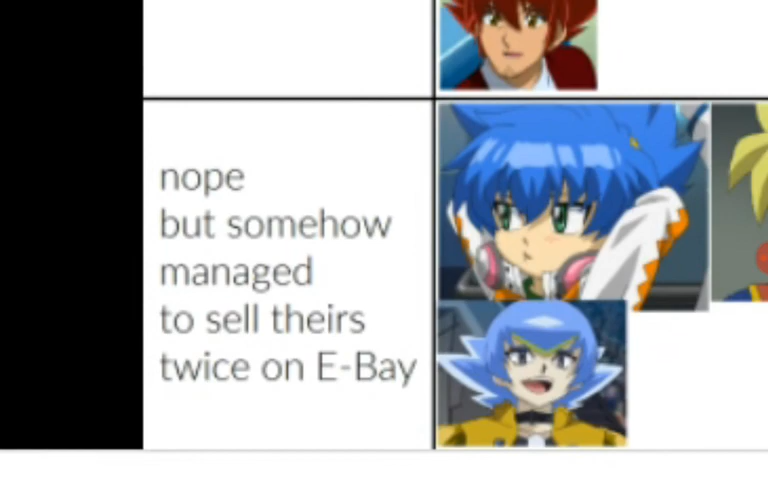 nope
but somehow
managed
to sell theirs
twice on E-Bay